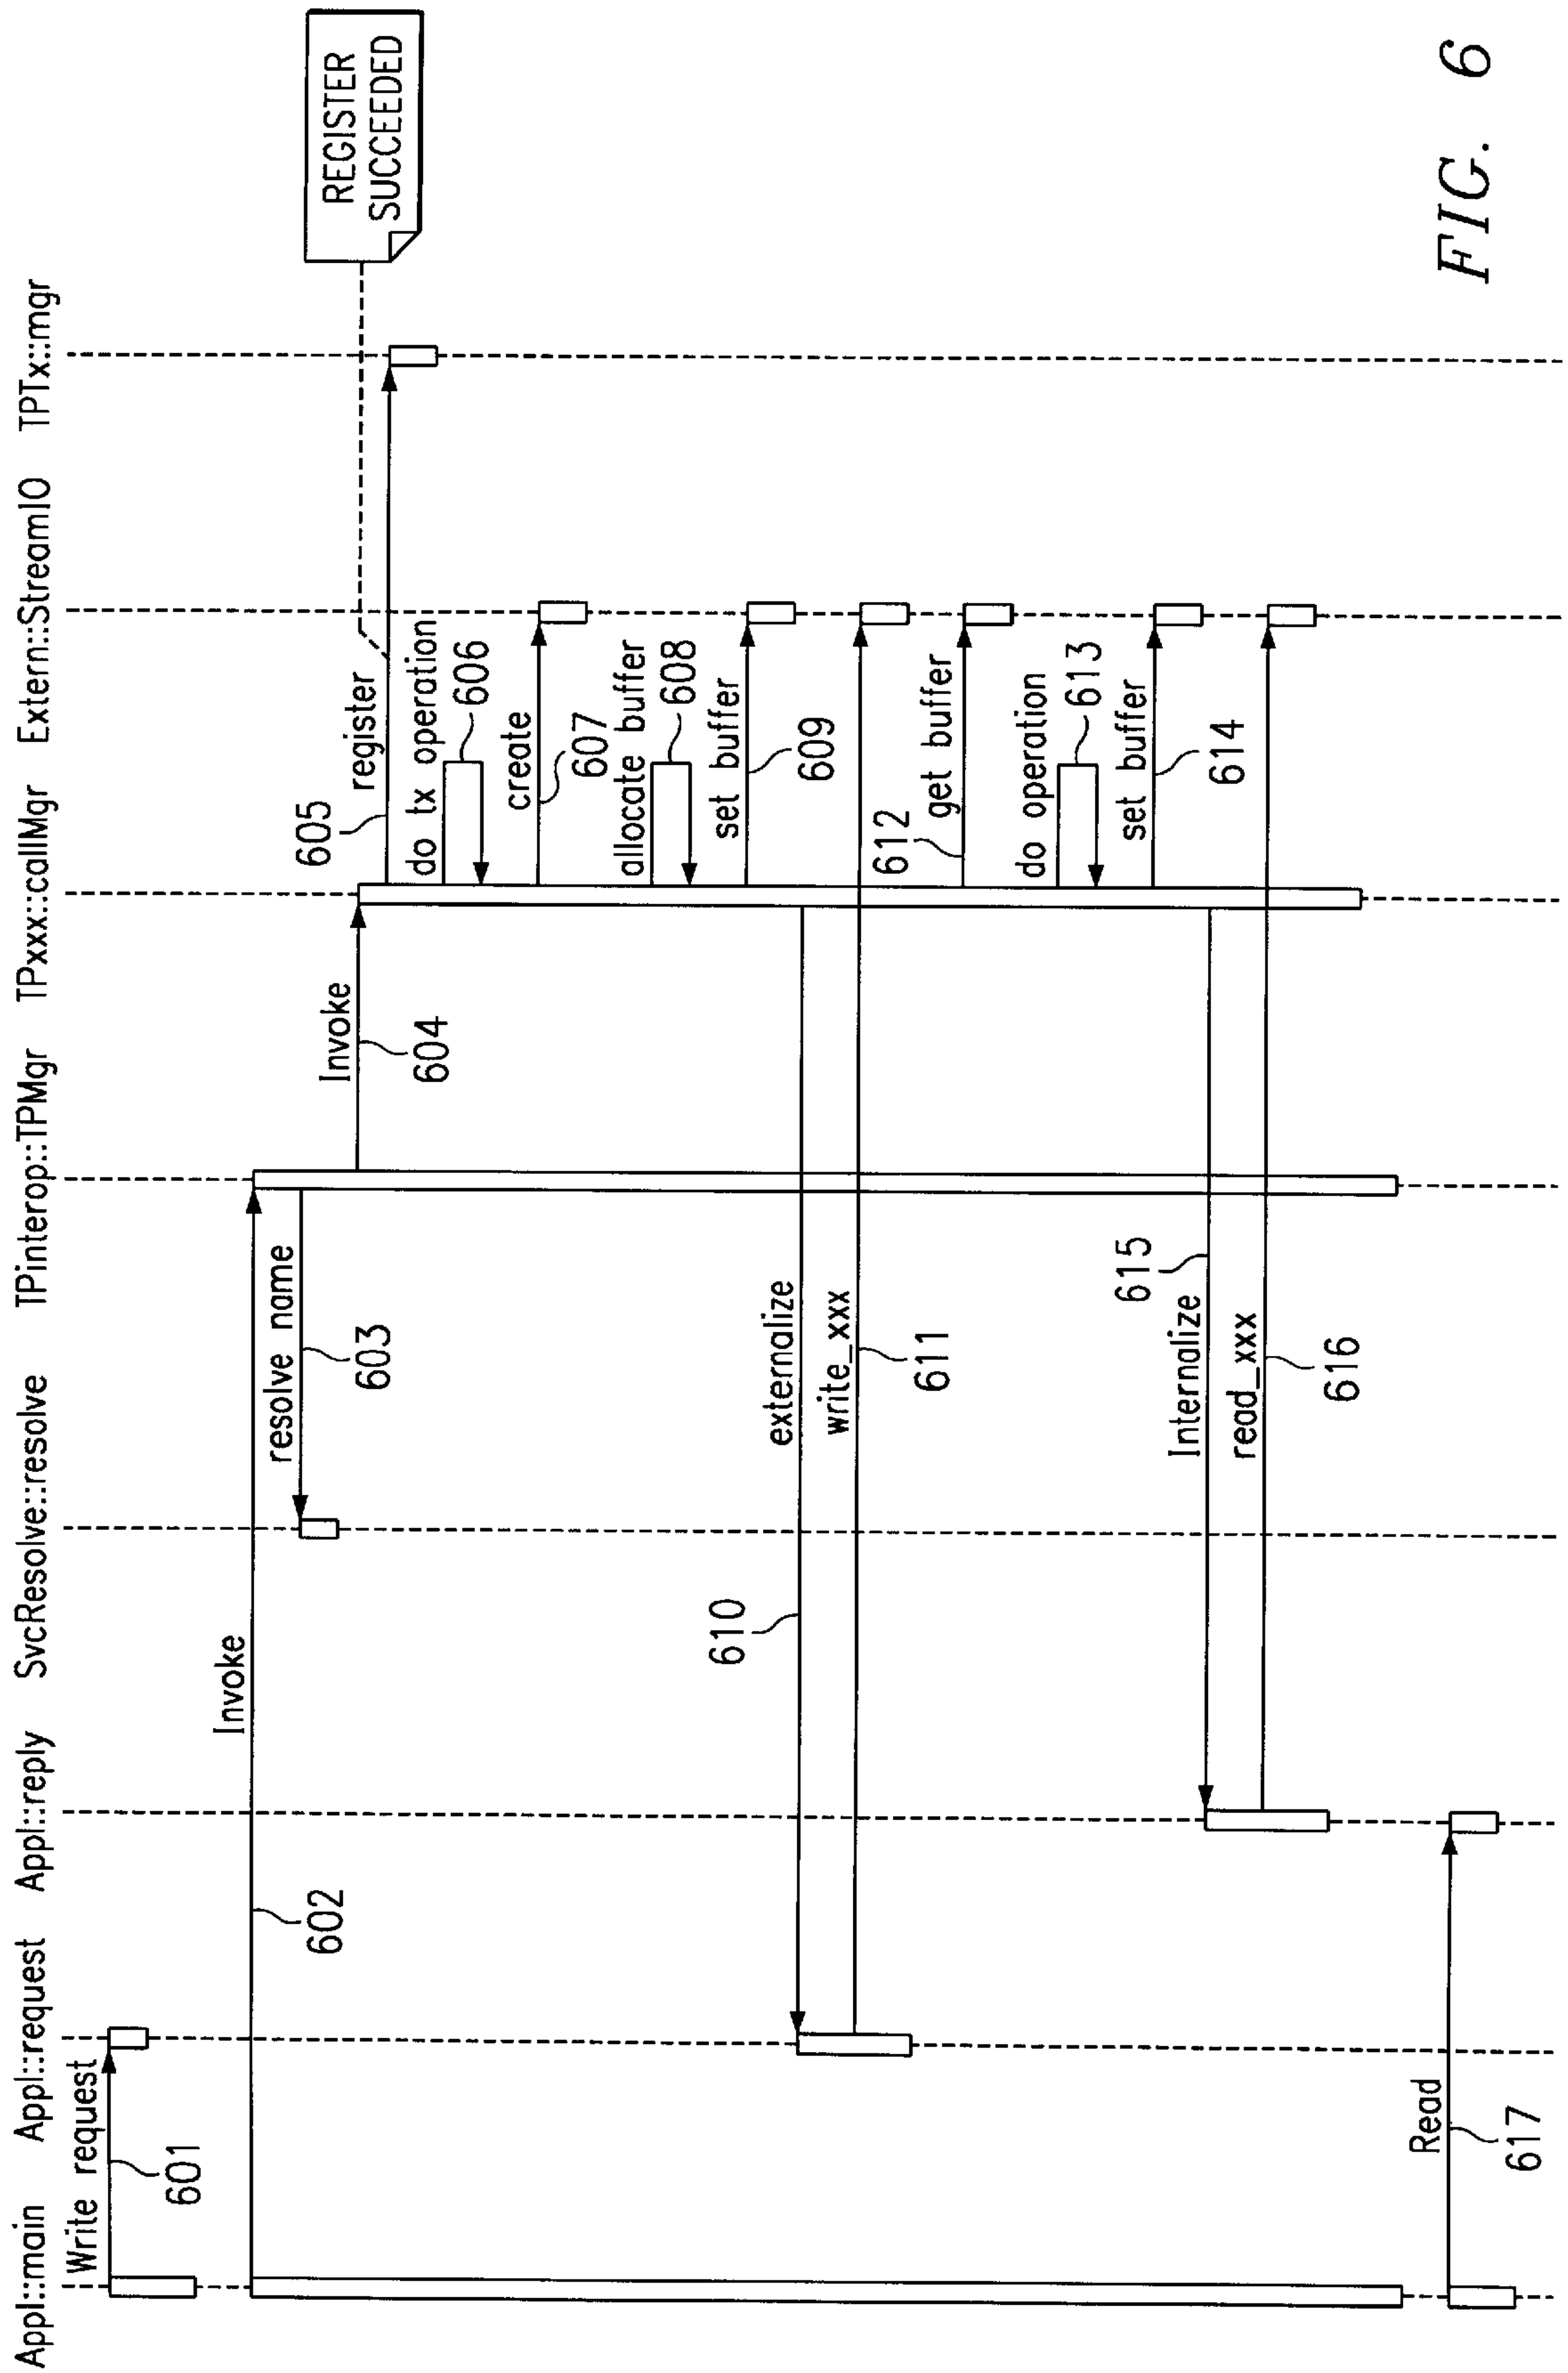 Appl::main Appl::request Appl::reply SvcResolve::resolve TPinterop::TPMgr TPxxx::callMgr Extern::StreamIO TPTx::mgr
Write request
601
Invoke
602
resolve name
603
Invoke
604
REGISTER
SUCCEEDED
605
register
do tx operation
606
create
607
allocate buffer
608
set buffer
609
610
externalize
write_xxx
611
612
get buffer
do operation
613
set buffer
614
615
Internalize
read_xxx
616
Read
617
FIG. 6